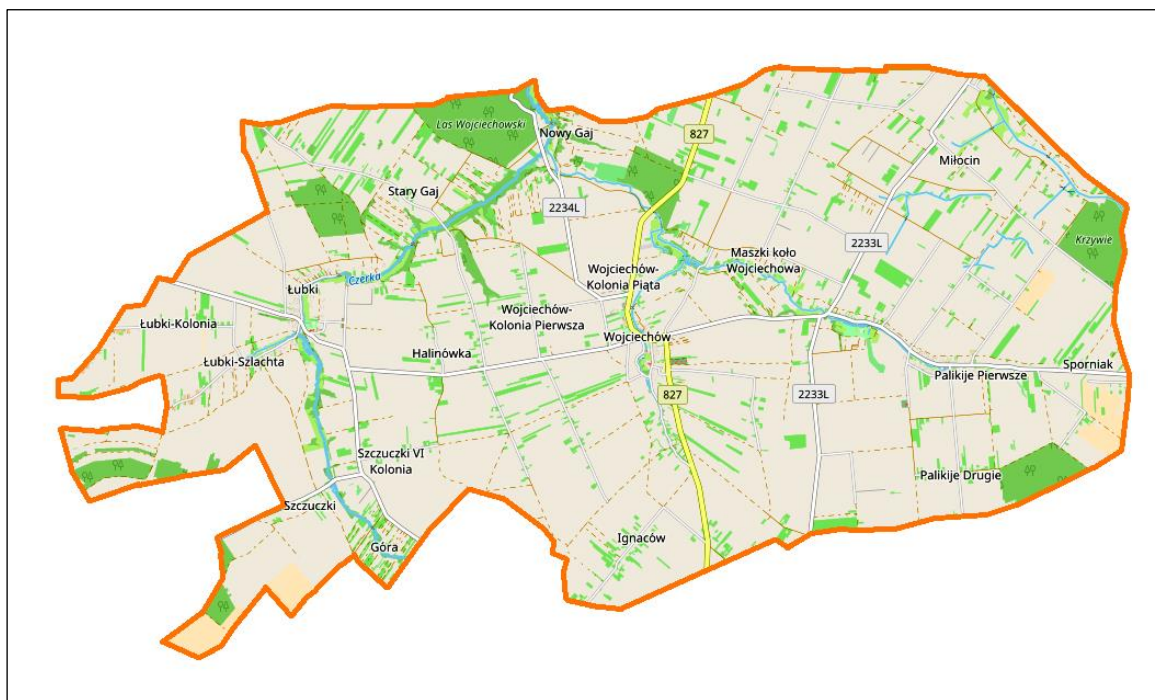 Las Wojciechowski
Nowy Gaj
827
Miłocin
Stary Gaj
2234L
Krzywie
2233L
Maszki koło
Wojciechowa
Czerka
Wojciechów-
Kolonia Piąta
Łubki
Wojciechów-
Kolonia Pierwsza
Łubki-Kolonia
Wojciechów
Halinówka
Łubki-Szlachta
Sporniak
Palikije Pierwsze
827
2233L
Szczuczki VI
Kolonia
Palikije Drugie
Szczuczki
Ignaców
Góra